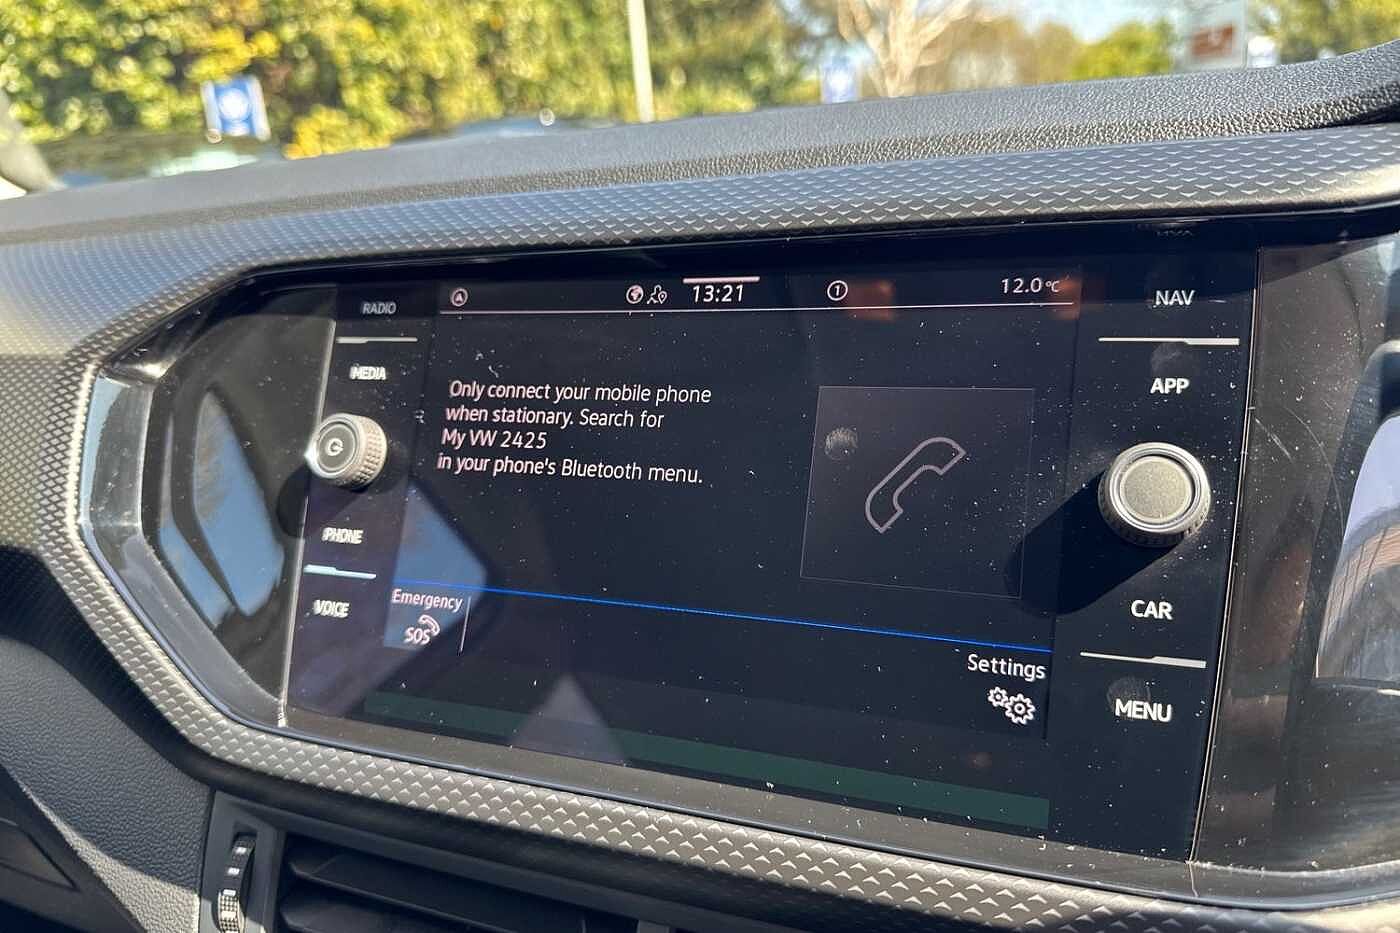 RADIO
MEDIA
PHONE
VOICE
13:21
1
12.0°C
Only connect your mobile phone
when stationary. Search for
My VW 2425
in your phone's Bluetooth menu.
Emergency
SOS
Settings
NAV
APP
CAR
MENU